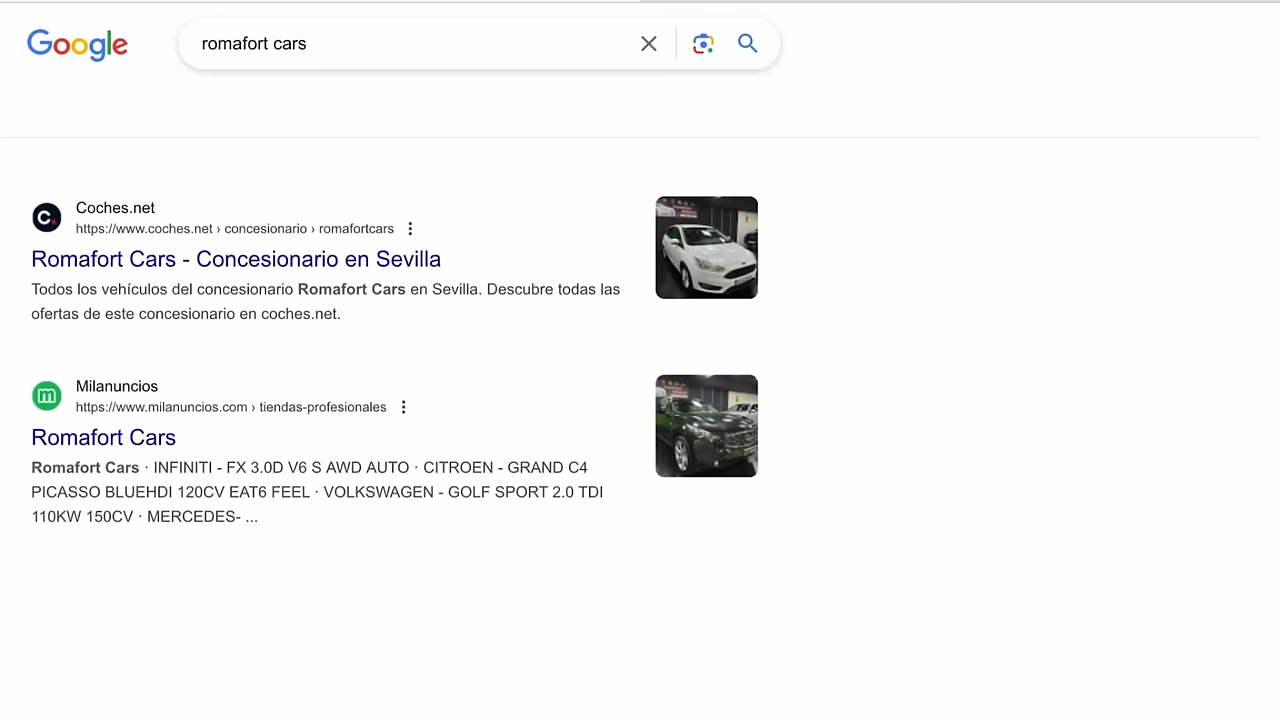 Google
romafort cars
Coches.net
https://www.coches.net › concesionario › romafortcars
Romafort Cars - Concesionario en Sevilla
Todos los vehículos del concesionario Romafort Cars en Sevilla. Descubre todas las
ofertas de este concesionario en coches.net.
Milanuncios
https://www.milanuncios.com › tiendas-profesionales
Romafort Cars
Romafort Cars · INFINITI - FX 3.0D V6 S AWD AUTO · CITROEN - GRAND C4
PICASSO BLUEHDI 120CV EAT6 FEEL · VOLKSWAGEN - GOLF SPORT 2.0 TDI
110KW 150CV · MERCEDES- ...